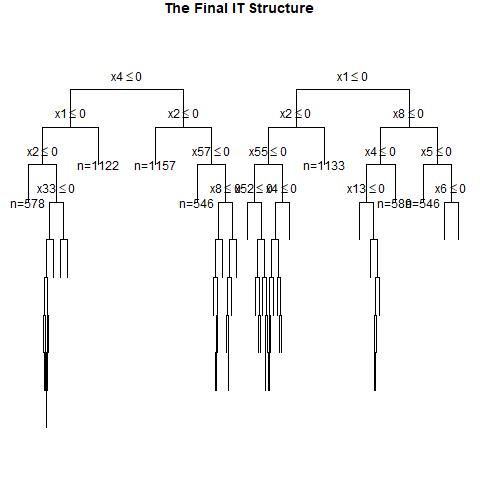 The Final IT Structure
x4 ≤ 0
x1 ≤ 0
x1 ≤ 0
x2 ≤ 0
x2 ≤ 0
x8 ≤ 0
x2 ≤ 0
n=1122
n=1157
x57 ≤ 0
x55 ≤ 0
n=1133
x4 ≤ 0
x5 ≤ 0
n=578
x33 ≤ 0
n=546
x8 ≤ 0
x52 ≤ 0
x4 ≤ 0
x13 ≤ 0
n=546
x6 ≤ 0